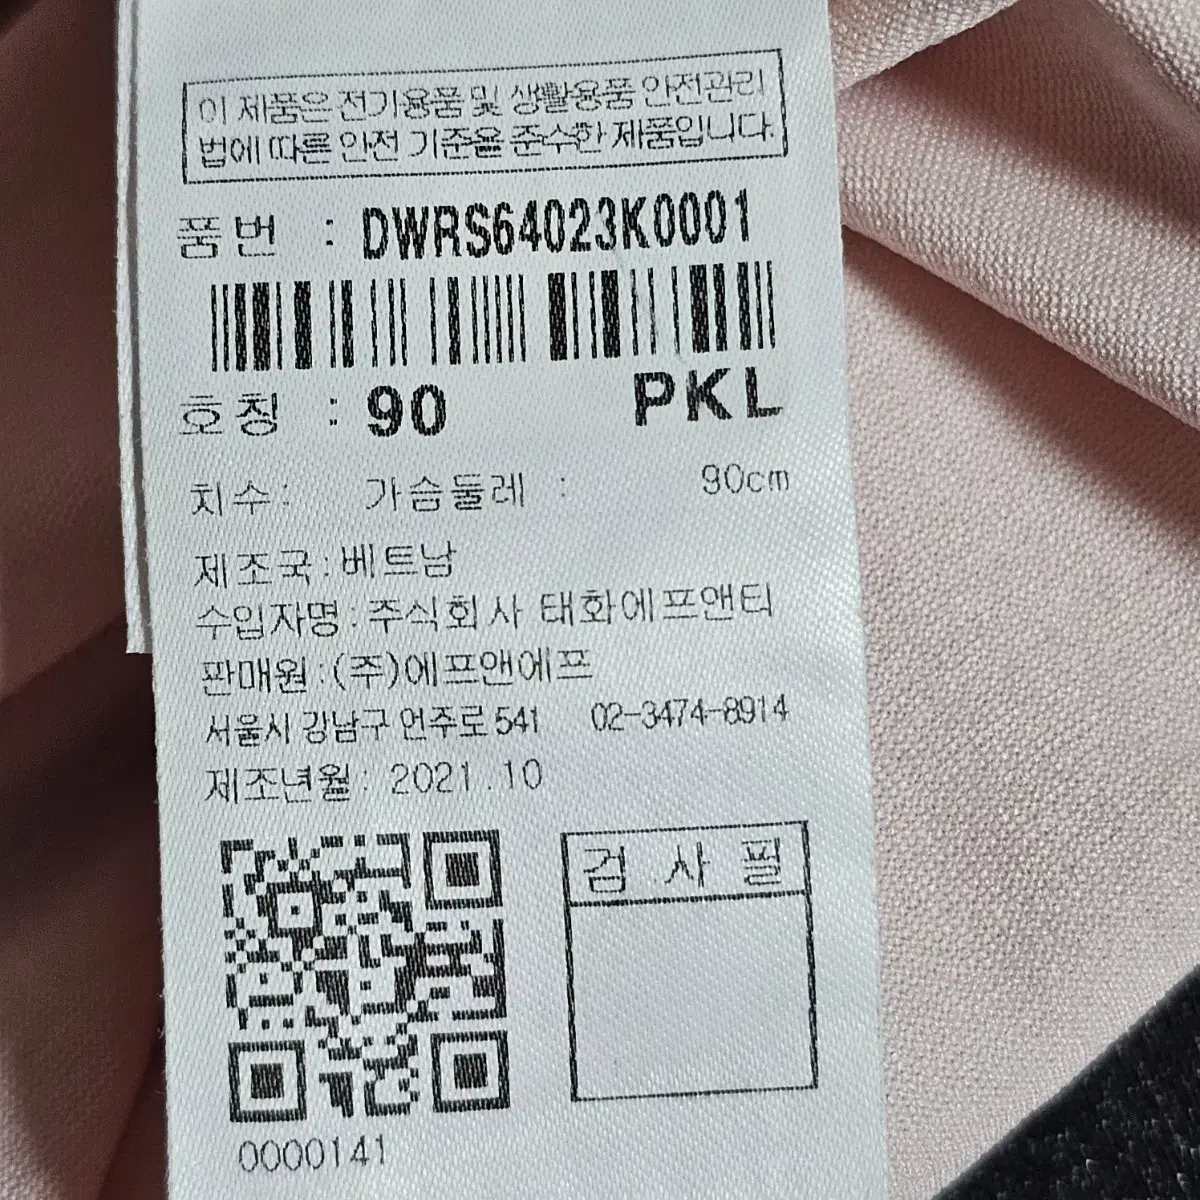 이 제품은 전기용품 및 생활용품 안전관리
법에 따른 안전 기준을 준수한 제품입니다.
품번 : DWRS64023K0001
호칭 : 90 PKL
치수: 가슴둘레 : 90cm
제조국:베트남
수입자명:주식회사 태화에프앤티
판매원:(주)에프앤에프
서울시 강남구 언주로541 02-3474-8914
제조년월: 2021.10
검사필
0000141